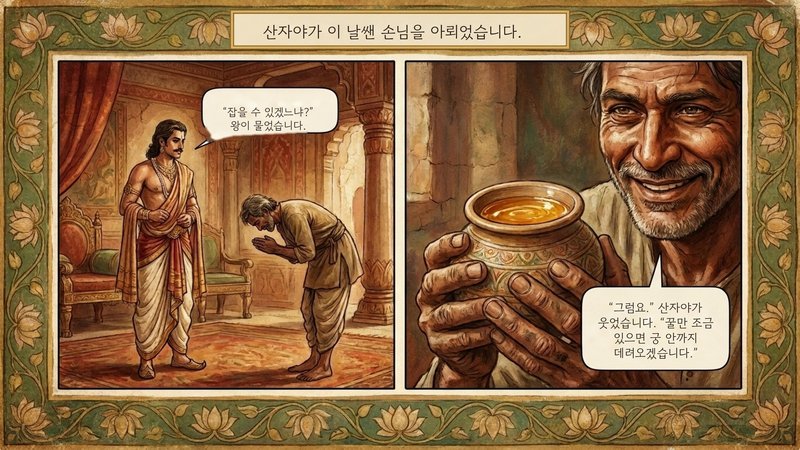 산자야가 이 날쌘 손님을 아뢰었습니다.
“잡을 수 있겠느냐?”
왕이 물었습니다.
“그럼요.” 산자야가
웃었습니다. “꿀만 조금
있으면 궁 안까지
데려오겠습니다.”